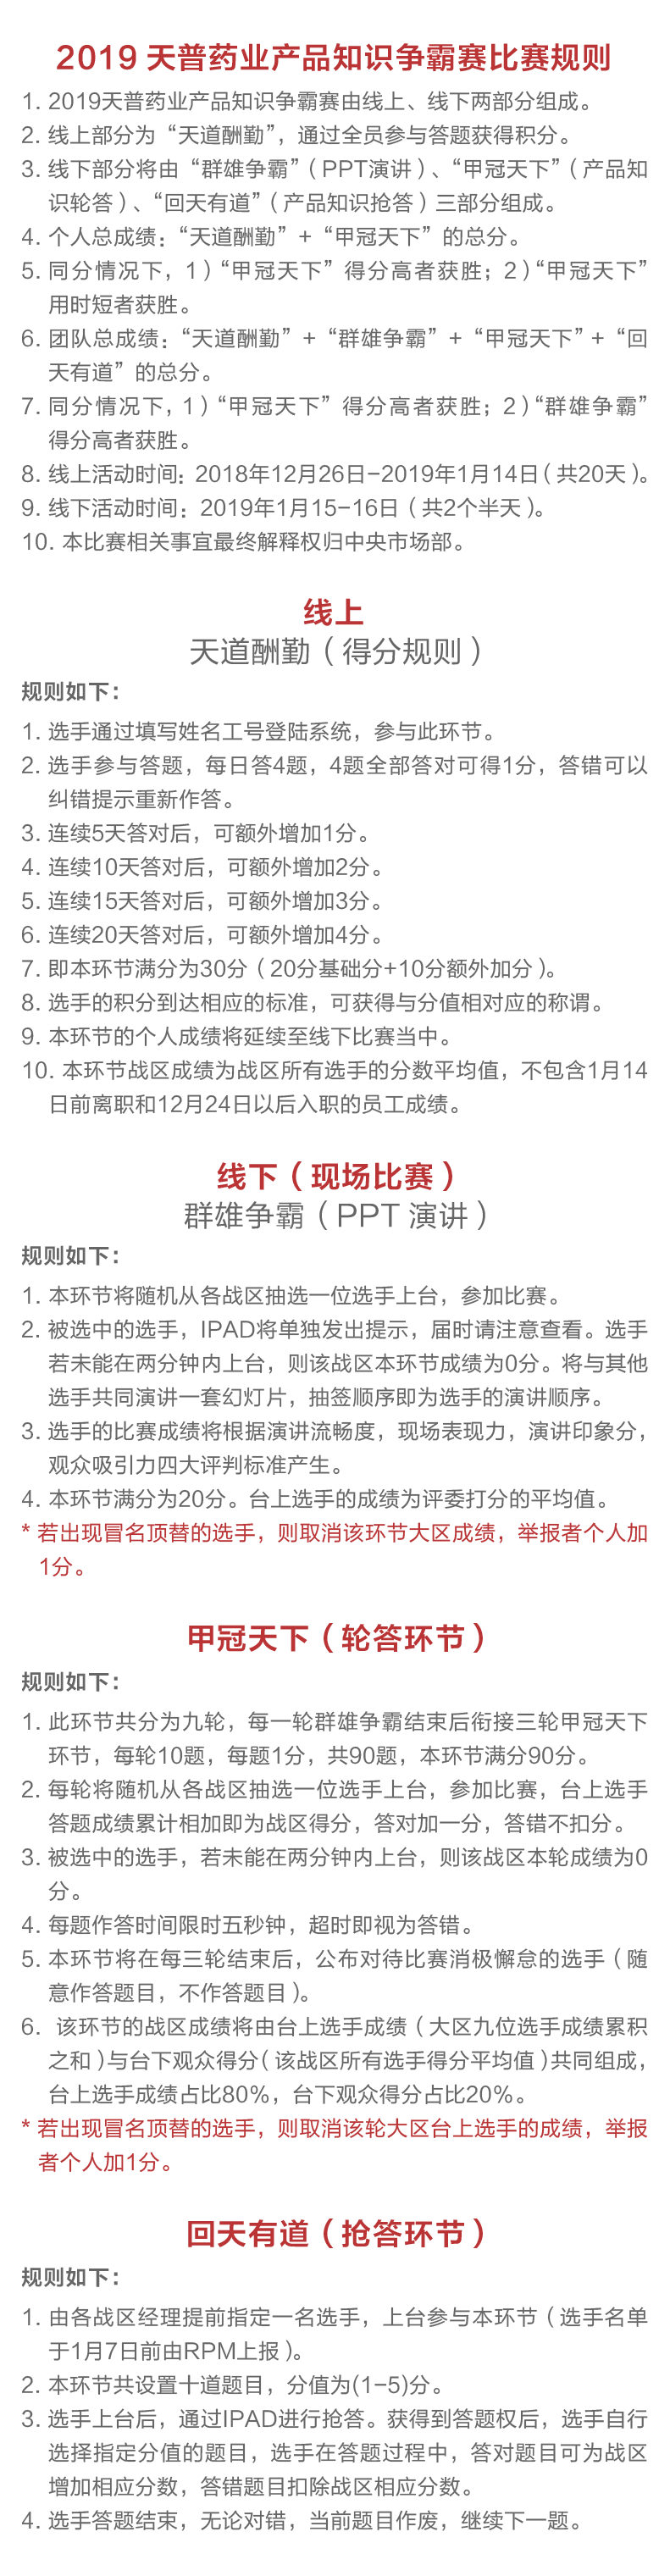 2019 天普药业产品知识争霸赛比赛规则
1. 2019天普药业产品知识争霸赛由线上、线下两部分组成。
2. 线上部分为“天道酬勤”，通过全员参与答题获得积分。
3. 线下部分将由“群雄争霸”（PPT演讲）、“甲冠天下”（产品知
识轮答）、“回天有道”（产品知识抢答）三部分组成。
4. 个人总成绩：“天道酬勤”+“甲冠天下”的总分。
5. 同分情况下，1）“甲冠天下”得分高者获胜；2）“甲冠天下”
用时短者获胜。
6. 团队总成绩：“天道酬勤”+“群雄争霸”+“甲冠天下”+“回
天有道”的总分。
7. 同分情况下，1）“甲冠天下”得分高者获胜；2）“群雄争霸”
得分高者获胜。
8. 线上活动时间：2018年12月26日-2019年1月14日（共20天）。
9. 线下活动时间：2019年1月15-16日（共2个半天）。
10. 本比赛相关事宜最终解释权归中央市场部。
线上
天道酬勤（得分规则）
规则如下：
1. 选手通过填写姓名工号登陆系统，参与此环节。
2. 选手参与答题，每日答4题，4题全部答对可得1分，答错可以
纠错提示重新作答。
3. 连续5天答对后，可额外增加1分。
4. 连续10天答对后，可额外增加2分。
5. 连续15天答对后，可额外增加3分。
6. 连续20天答对后，可额外增加4分。
7. 即本环节满分为30分（20分基础分+10分额外加分）。
8. 选手的积分到达相应的标准，可获得与分值相对应的称谓。
9. 本环节的个人成绩将延续至线下比赛当中。
10. 本环节战区成绩为战区所有选手的分数平均值，不包含1月14
日前离职和12月24日以后入职的员工成绩。
线下（现场比赛）
群雄争霸（PPT 演讲）
规则如下：
1. 本环节将随机从各战区抽选一位选手上台，参加比赛。
2. 被选中的选手，IPAD将单独发出提示，届时请注意查看。选手
若未能在两分钟内上台，则该战区本环节成绩为0分。将与其他
选手共同演讲一套幻灯片，抽签顺序即为选手的演讲顺序。
3. 选手的比赛成绩将根据演讲流畅度，现场表现力，演讲印象分，
观众吸引力四大评判标准产生。
4. 本环节满分为20分。台上选手的成绩为评委打分的平均值。
* 若出现冒名顶替的选手，则取消该环节大区成绩，举报者个人加
1分。
甲冠天下（轮答环节）
规则如下：
1. 此环节共分为九轮，每一轮群雄争霸结束后衔接三轮甲冠天下
环节，每轮10题，每题1分，共90题，本环节满分90分。
2. 每轮将随机从各战区抽选一位选手上台，参加比赛，台上选手
答题成绩累计相加即为战区得分，答对加一分，答错不扣分。
3. 被选中的选手，若未能在两分钟内上台，则该战区本轮成绩为0
分。
4. 每题作答时间限时五秒钟，超时即视为答错。
5. 本环节将在每三轮结束后，公布对待比赛消极懈怠的选手（随
意作答题目，不作答题目）。
6. 该环节的战区成绩将由台上选手成绩（大区九位选手成绩累积
之和）与台下观众得分（该战区所有选手得分平均值）共同组成，
台上选手成绩占比80%，台下观众得分占比20%。
* 若出现冒名顶替的选手，则取消该轮大区台上选手的成绩，举报
者个人加1分。
回天有道（抢答环节）
规则如下：
1. 由各战区经理提前指定一名选手，上台参与本环节（选手名单
于1月7日前由RPM上报）。
2. 本环节共设置十道题目，分值为(1-5)分。
3. 选手上台后，通过IPAD进行抢答。获得到答题权后，选手自行
选择指定分值的题目，选手在答题过程中，答对题目可为战区
增加相应分数，答错题目扣除战区相应分数。
4. 选手答题结束，无论对错，当前题目作废，继续下一题。